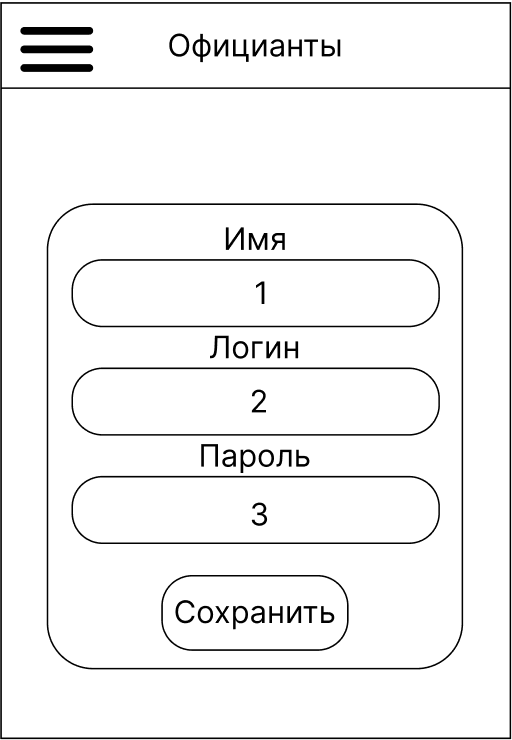 Официанты
Имя
1
Логин
2
Пароль
3
Сохранить